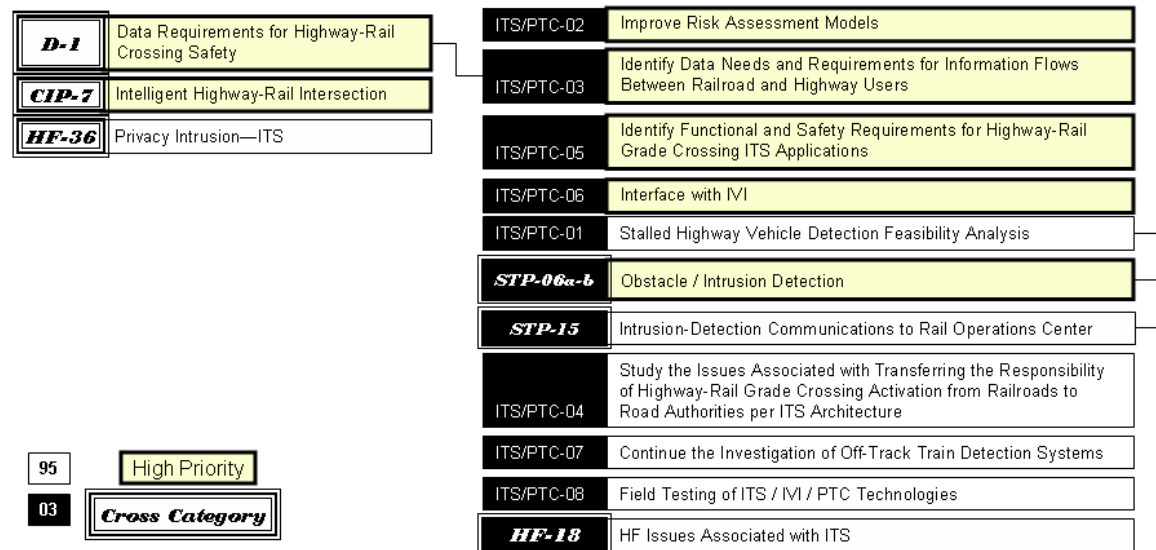 D-1
Data Requirements for Highway-Rail
Crossing Safety
CIP-7
Intelligent Highway-Rail Intersection
HF-36
Privacy Intrusion—ITS
ITS/PTC-02
Improve Risk Assessment Models
ITS/PTC-03
Identify Data Needs and Requirements for Information Flows
Between Railroad and Highway Users
ITS/PTC-05
Identify Functional and Safety Requirements for Highway-Rail
Grade Crossing ITS Applications
ITS/PTC-06
Interface with IVI
ITS/PTC-01
Stalled Highway Vehicle Detection Feasibility Analysis
STP-06a-b
Obstacle / Intrusion Detection
STP-15
Intrusion-Detection Communications to Rail Operations Center
ITS/PTC-04
Study the Issues Associated with Transferring the Responsibility
of Highway-Rail Grade Crossing Activation from Railroads to
Road Authorities per ITS Architecture
ITS/PTC-07
Continue the Investigation of Off-Track Train Detection Systems
ITS/PTC-08
Field Testing of ITS / IVI / PTC Technologies
HF-18
HF Issues Associated with ITS
95
High Priority
03
Cross Category